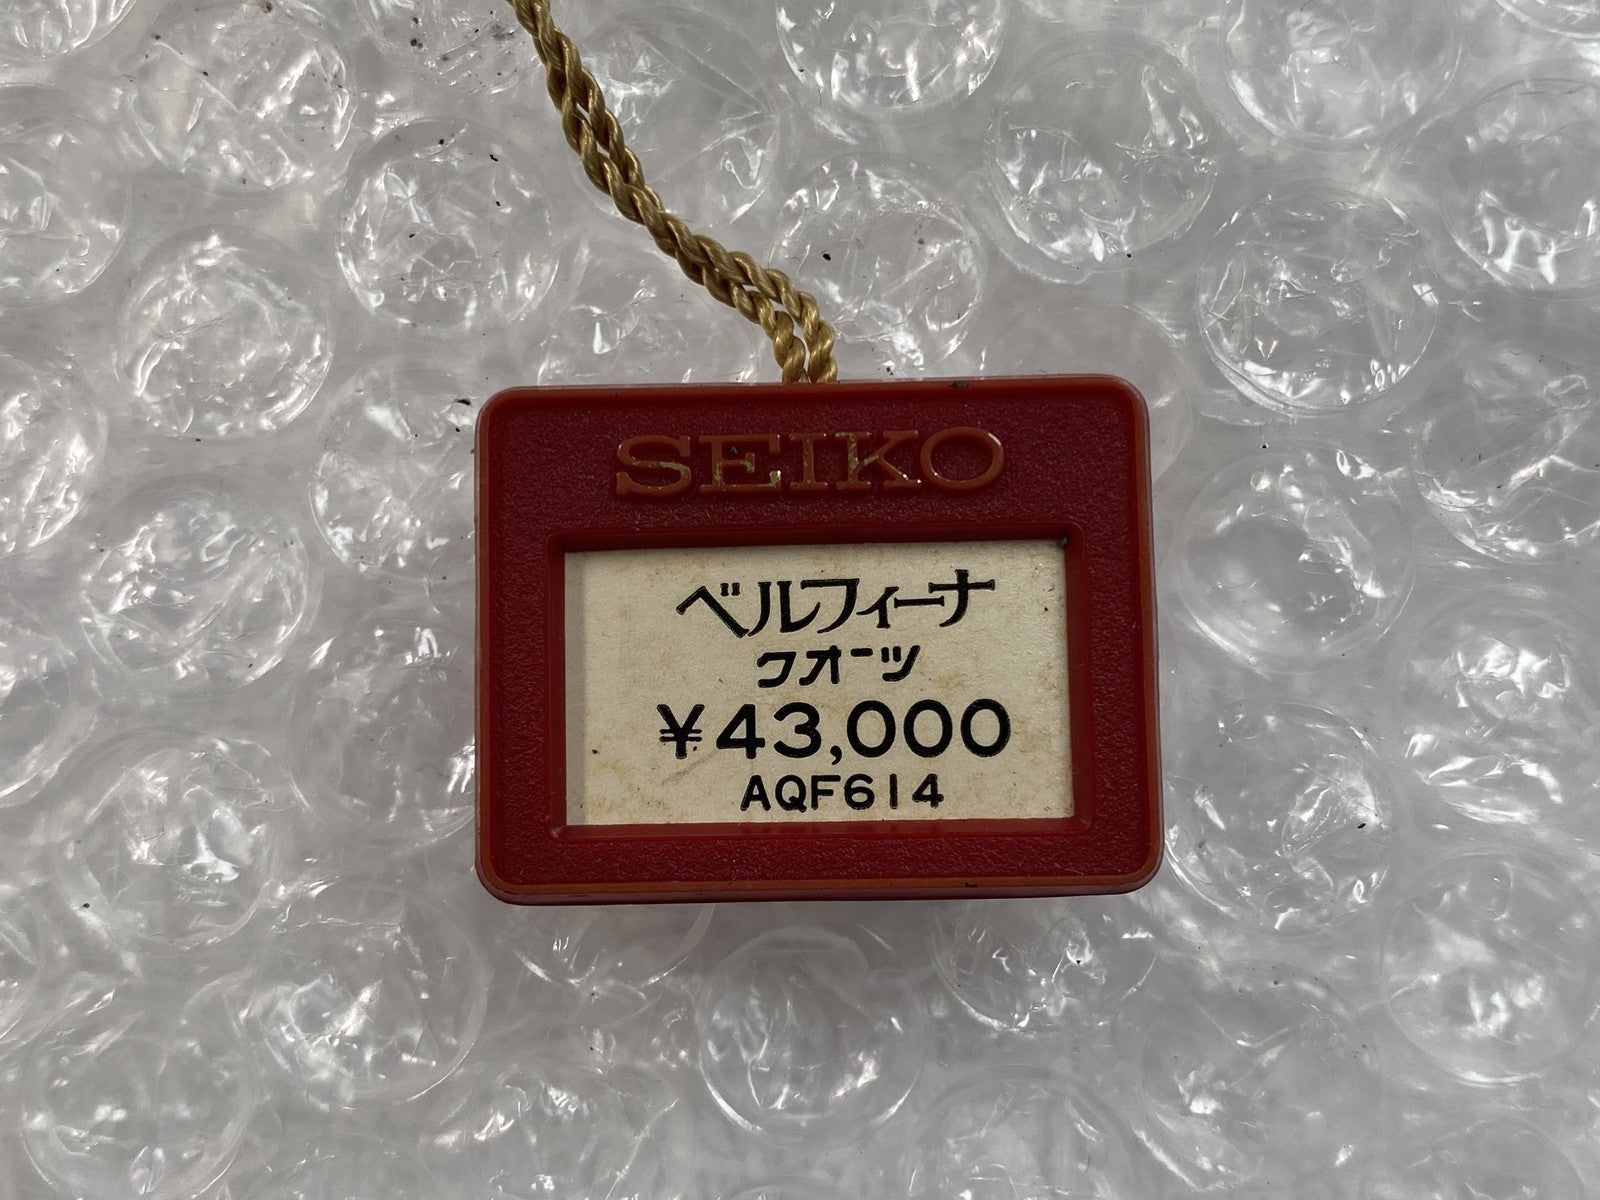 SEIKO
ベルフィーナ
クオーツ
¥43,000
AQF614